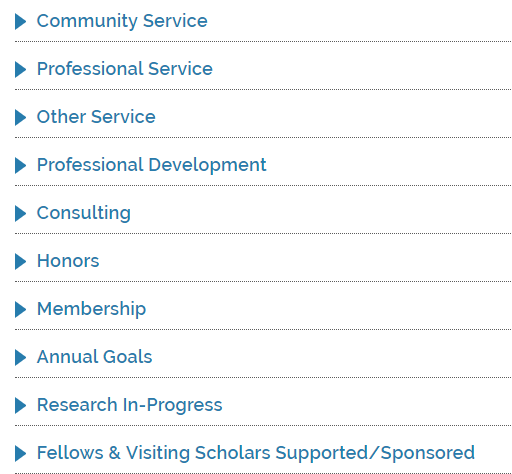 Community Service
Professional Service
Other Service
Professional Development
Consulting
Honors
Membership
Annual Goals
Research In-Progress
Fellows & Visiting Scholars Supported/Sponsored